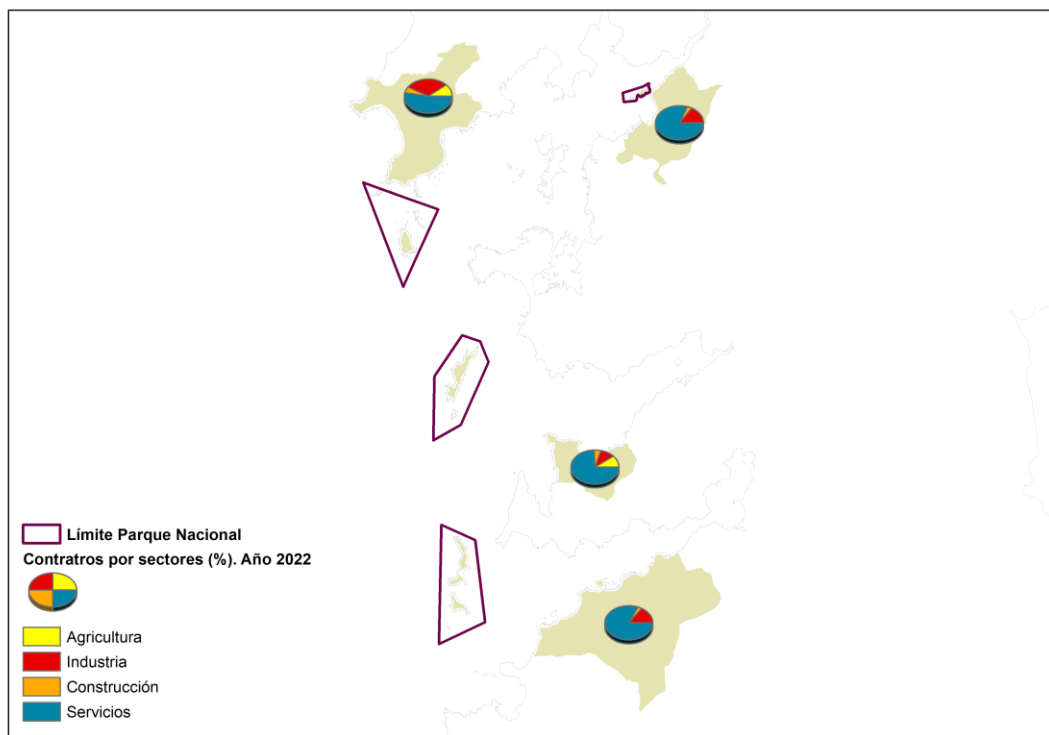 Límite Parque Nacional
Contratros por sectores (%). Año 2022
Agricultura
Industria
Construcción
Servicios